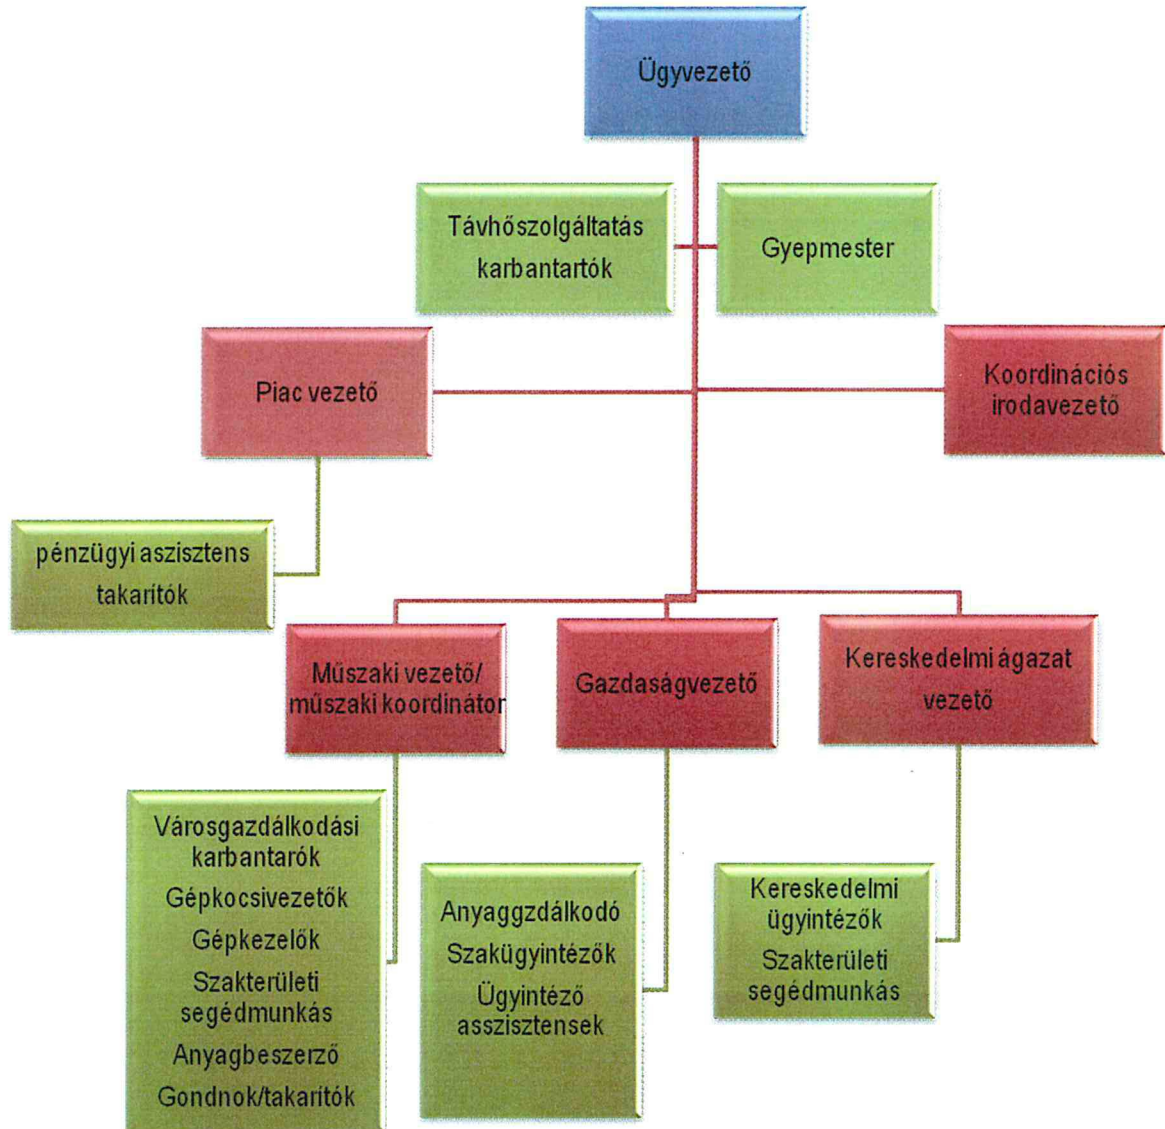 Ügyvezető
Távhőszolgáltatás
karbantartók
Gyepmester
Piac vezető
Koordinációs
irodavezető
pénzügyi aszisztens
takarítók
Műszaki vezető/
műszaki koordinátor
Gazdaságvezető
Kereskedelmi ágazat
vezető
Városgazdálkodási
karbantarók
Gépkocsivezetők
Gépkezelők
Szakterületi
segédmunkás
Anyagbeszerző
Gondnok/takarítók
Anyaggzdálkodó
Szakügyintézők
Ügyintéző
asszisztensek
Kereskedelmi
ügyintézők
Szakterületi
segédmunkás